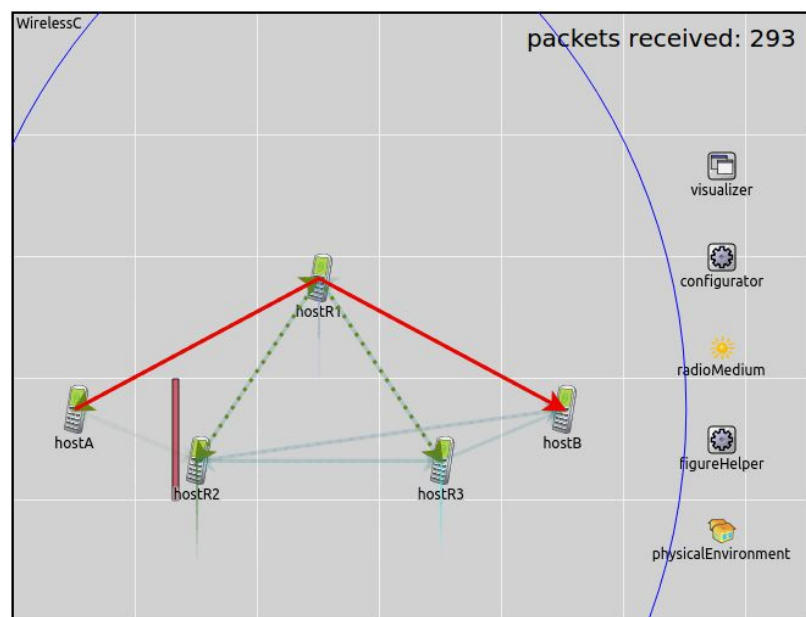 WirelessC
packets received: 293
visualizer
configurator
hostR1
radioMedium
hostA
hostB
figureHelper
hostR2
hostR3
physicalEnvironment